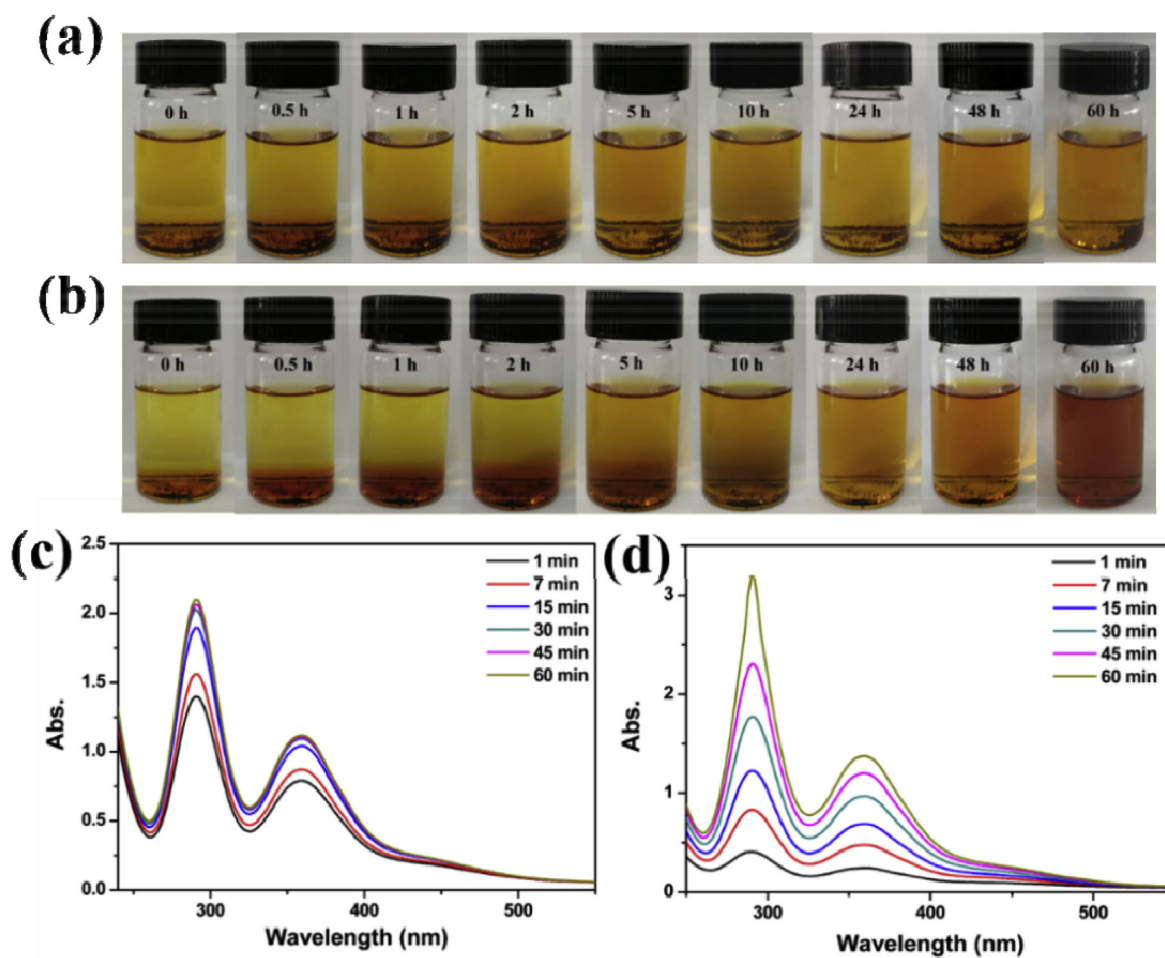 (a)
0 h 0.5 h 1 h 2 h 5 h 10 h 24 h 48 h 60 h
(b)
0 h 0.5 h 1 h 2 h 5 h 10 h 24 h 48 h 60 h
(c)
2.5
2.0
1.5
1.0
0.5
0.0
Abs.
300 400 500
Wavelength (nm)
1 min
7 min
15 min
30 min
45 min
60 min
(d)
3
2
1
0
Abs.
300 400 500
Wavelength (nm)
1 min
7 min
15 min
30 min
45 min
60 min